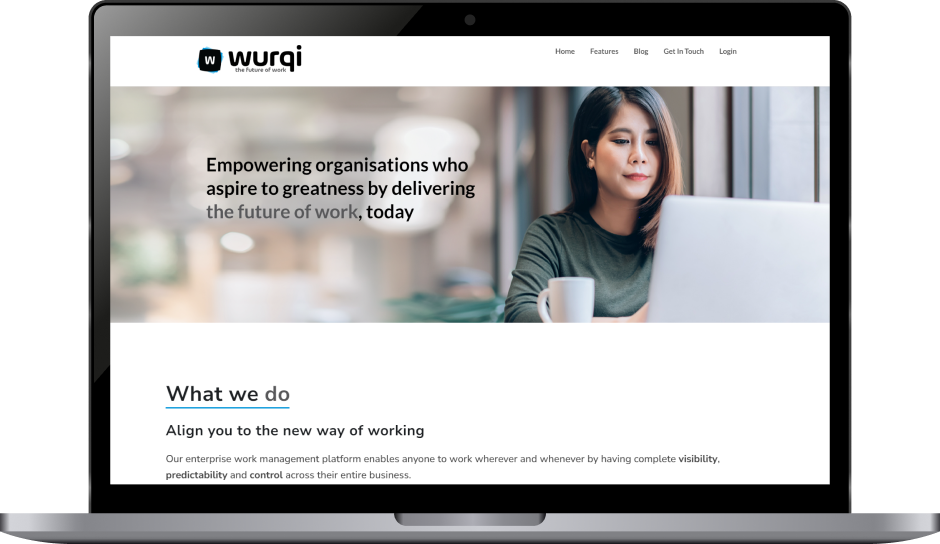 w wurqi
the future of work
Home Features Blog Get In Touch Login
Empowering organisations who
aspire to greatness by delivering
the future of work, today
What we do
Align you to the new way of working
Our enterprise work management platform enables anyone to work wherever and whenever by having complete visibility,
predictability and control across their entire business.